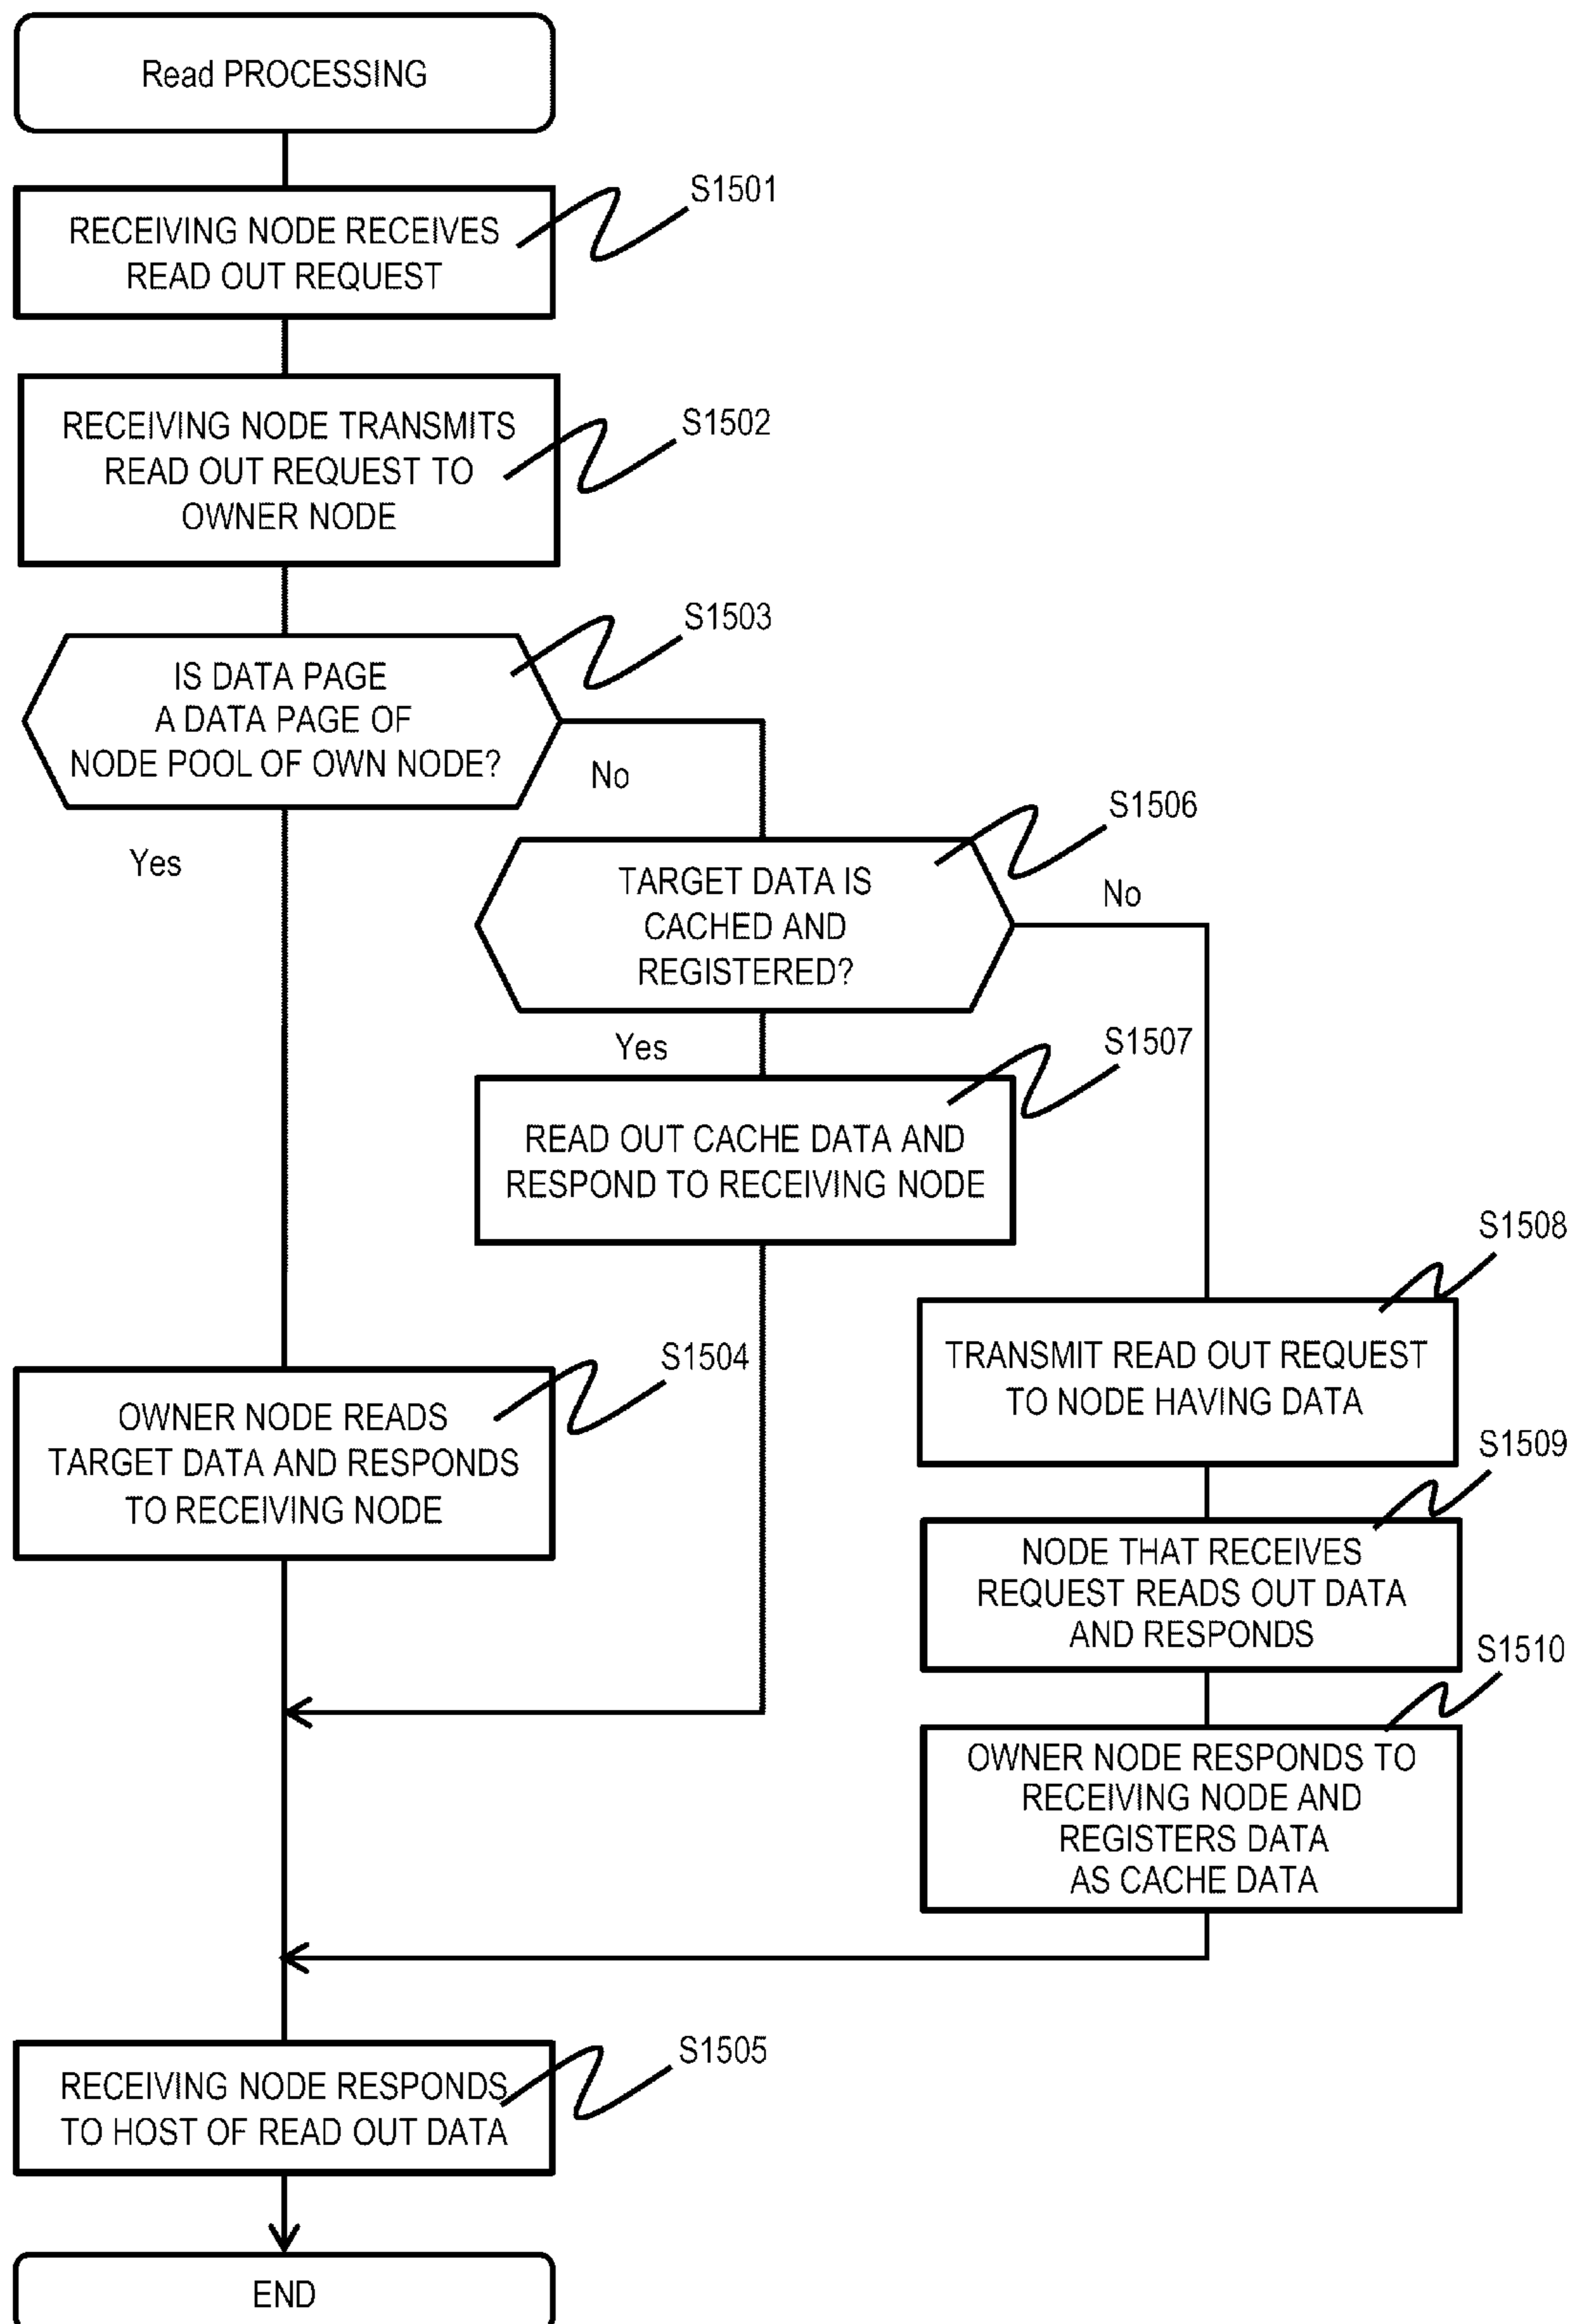 Read PROCESSING
S1501
RECEIVING NODE RECEIVES
READ OUT REQUEST
S1502
RECEIVING NODE TRANSMITS
READ OUT REQUEST TO
OWNER NODE
S1503
IS DATA PAGE
A DATA PAGE OF
NODE POOL OF OWN NODE?
No
Yes
S1506
TARGET DATA IS
CACHED AND
REGISTERED?
No
Yes
S1507
READ OUT CACHE DATA AND
RESPOND TO RECEIVING NODE
S1508
TRANSMIT READ OUT REQUEST
TO NODE HAVING DATA
S1504
OWNER NODE READS
TARGET DATA AND RESPONDS
TO RECEIVING NODE
S1509
NODE THAT RECEIVES
REQUEST READS OUT DATA
AND RESPONDS
S1510
OWNER NODE RESPONDS TO
RECEIVING NODE AND
REGISTERS DATA
AS CACHE DATA
S1505
RECEIVING NODE RESPONDS
TO HOST OF READ OUT DATA
END